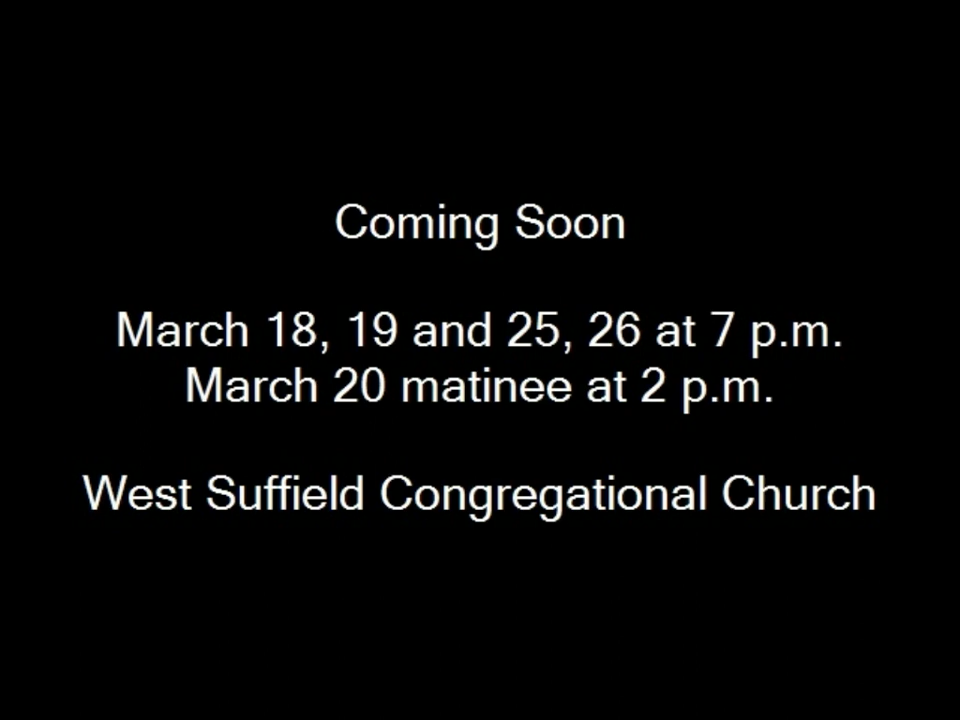 Coming Soon
March 18, 19 and 25, 26 at 7 p.m.
March 20 matinee at 2 p.m.
West Suffield Congregational Church